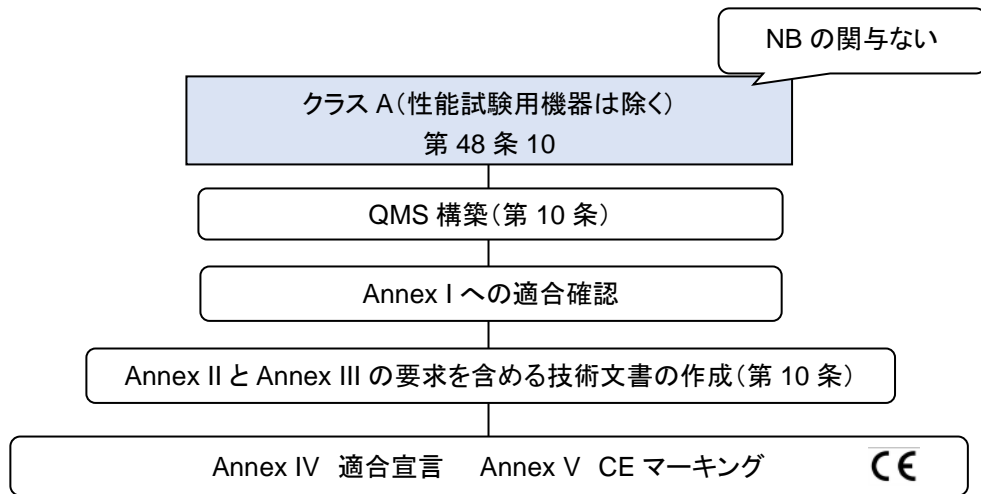 NB の関与ない
クラス A(性能試験用機器は除く)
第 48 条 10
QMS 構築(第 10 条)
Annex I への適合確認
Annex II と Annex III の要求を含める技術文書の作成(第 10 条)
Annex IV 適合宣言 Annex V CE マーキング CE